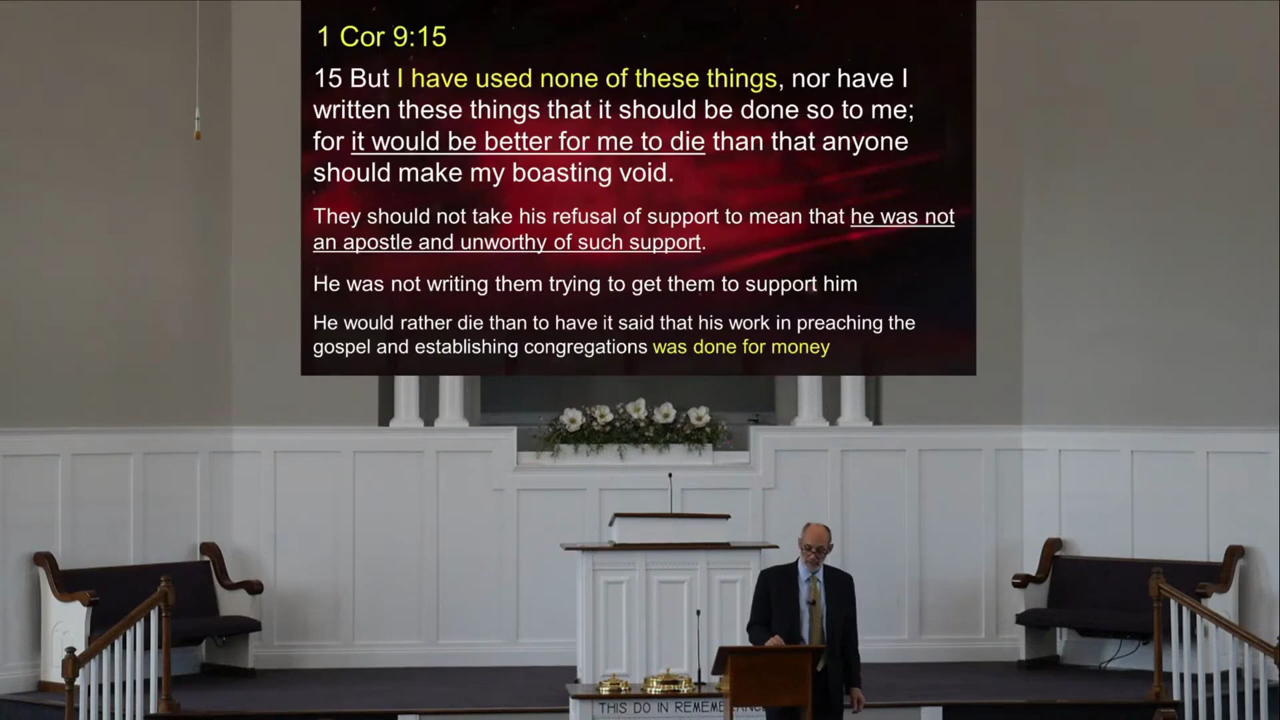 1 Cor 9:15
15 But I have used none of these things, nor have I
written these things that it should be done so to me;
for it would be better for me to die than that anyone
should make my boasting void.
They should not take his refusal of support to mean that he was not
an apostle and unworthy of such support.
He was not writing them trying to get them to support him
He would rather die than to have it said that his work in preaching the
gospel and establishing congregations was done for money
THIS DO IN REMEMBRANCE